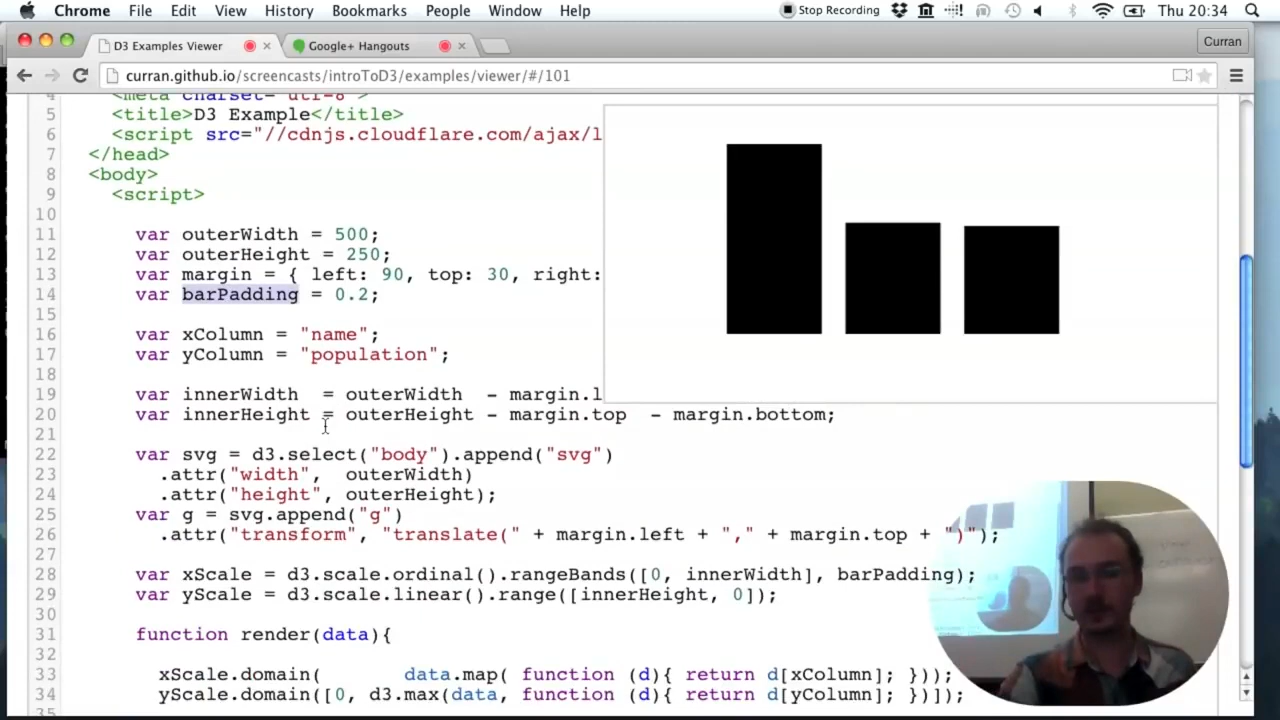 Chrome File Edit View History Bookmarks People Window Help Stop Recording Thu 20:34
D3 Examples Viewer Google+ Hangouts Curran
curran.github.io/screencasts/introToD3/examples/viewer/#/101
4 <meta charset="utf-8">
5 <title>D3 Example</title>
6 <script src="//cdnjs.cloudflare.com/ajax/l
7 </head>
8 <body>
9 <script>
10
11 var outerWidth = 500;
12 var outerHeight = 250;
13 var margin = { left: 90, top: 30, right:
14 var barPadding = 0.2;
15
16 var xColumn = "name";
17 var yColumn = "population";
18
19 var innerWidth  = outerWidth  - margin.l
20 var innerHeight = outerHeight - margin.top  - margin.bottom;
21
22 var svg = d3.select("body").append("svg")
23 .attr("width",  outerWidth)
24 .attr("height", outerHeight);
25 var g = svg.append("g")
26 .attr("transform", "translate(" + margin.left + "," + margin.top + ")");
27
28 var xScale = d3.scale.ordinal().rangeBands([0, innerWidth], barPadding);
29 var yScale = d3.scale.linear().range([innerHeight, 0]);
30
31 function render(data){
32
33 xScale.domain(       data.map( function (d){ return d[xColumn]; }));
34 yScale.domain([0, d3.max(data, function (d){ return d[yColumn]; })]);
35